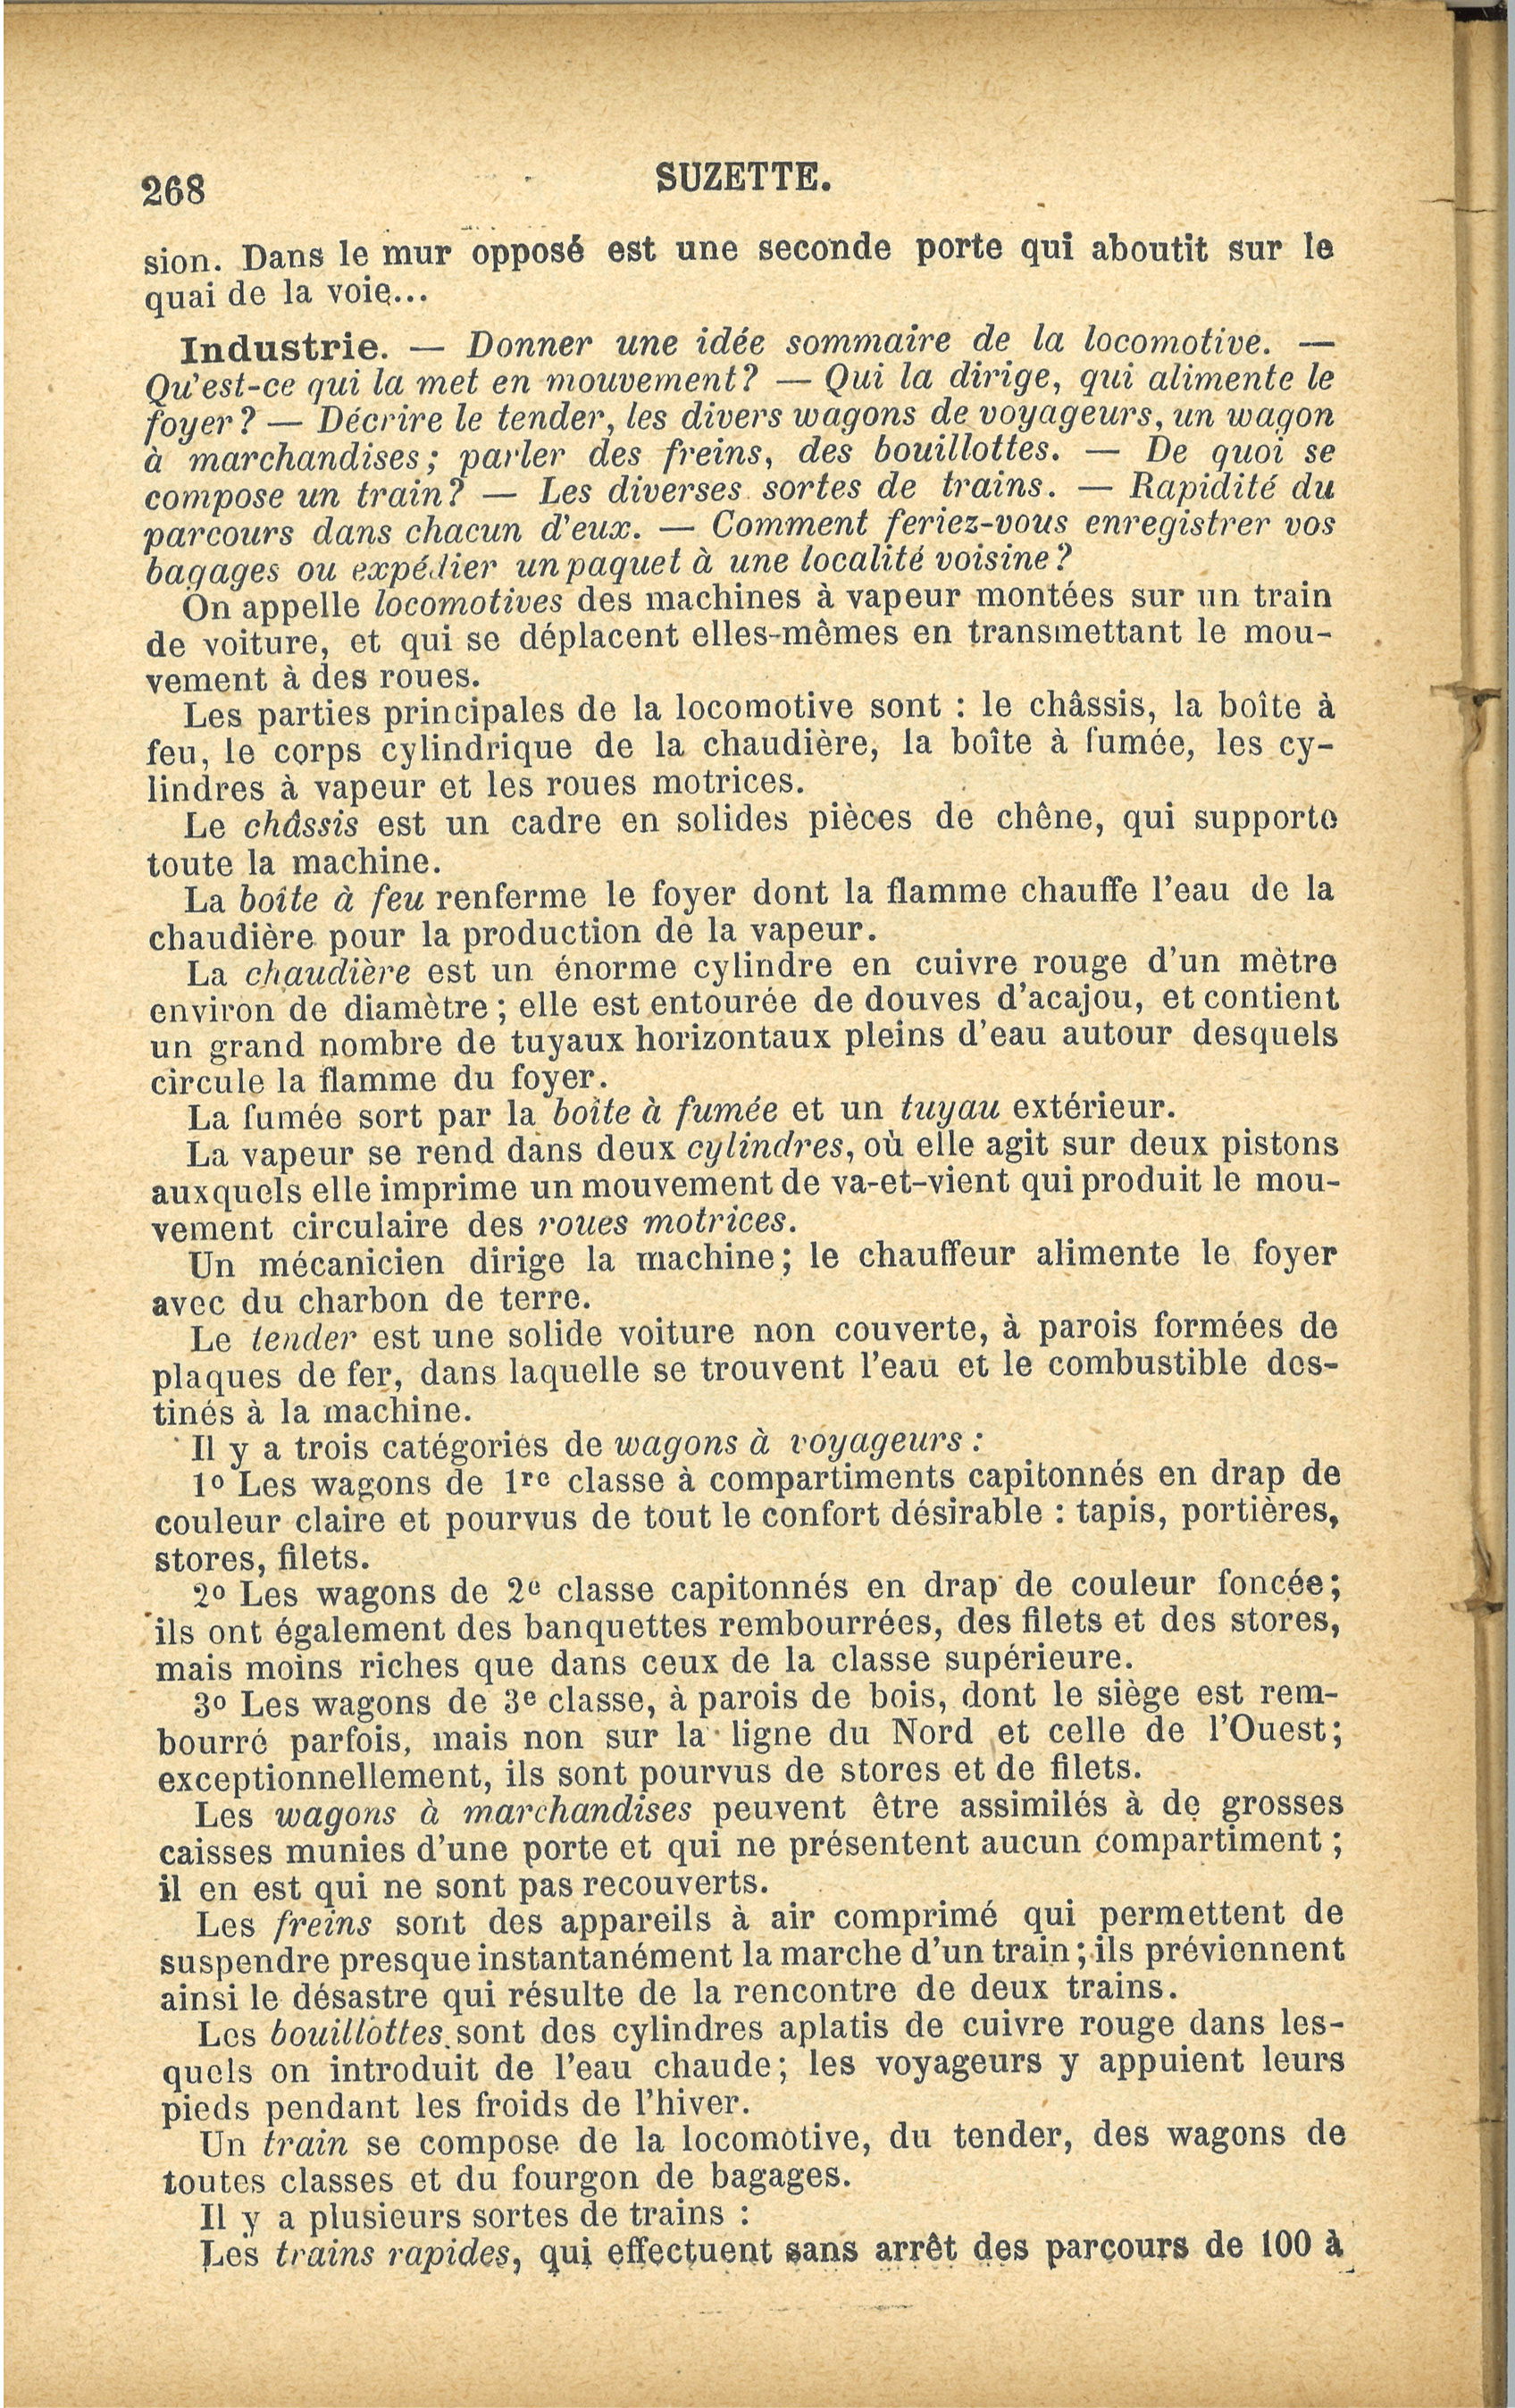 268
SUZETTE.
sion. Dans le mur opposé est une seconde porte qui aboutit sur le
quai de la voie...
Industrie. — Donner une idée sommaire de la locomotive. —
Qu'est-ce qui la met en mouvement? — Qui la dirige, qui alimente le
foyer? — Décrire le tender, les divers wagons de voyageurs, un wagon
à marchandises; parler des freins, des bouillottes. — De quoi se
compose un train? — Les diverses sortes de trains. — Rapidité du
parcours dans chacun d'eux. — Comment feriez-vous enregistrer vos
bagages ou expédier un paquet à une localité voisine?
On appelle locomotives des machines à vapeur montées sur un train
de voiture, et qui se déplacent elles-mêmes en transmettant le mou-
vement à des roues.
Les parties principales de la locomotive sont : le châssis, la boîte à
feu, le corps cylindrique de la chaudière, la boîte à fumée, les cy-
lindres à vapeur et les roues motrices.
Le châssis est un cadre en solides pièces de chêne, qui supporte
toute la machine.
La boîte à feu renferme le foyer dont la flamme chauffe l'eau de la
chaudière pour la production de la vapeur.
La chaudière est un énorme cylindre en cuivre rouge d'un mètre
environ de diamètre; elle est entourée de douves d'acajou, et contient
un grand nombre de tuyaux horizontaux pleins d'eau autour desquels
circule la flamme du foyer.
La fumée sort par la boîte à fumée et un tuyau extérieur.
La vapeur se rend dans deux cylindres, où elle agit sur deux pistons
auxquels elle imprime un mouvement de va-et-vient qui produit le mou-
vement circulaire des roues motrices.
Un mécanicien dirige la machine; le chauffeur alimente le foyer
avec du charbon de terre.
Le tender est une solide voiture non couverte, à parois formées de
plaques de fer, dans laquelle se trouvent l'eau et le combustible des-
tinés à la machine.
Il y a trois catégories de wagons à voyageurs :
1º Les wagons de 1re classe à compartiments capitonnés en drap de
couleur claire et pourvus de tout le confort désirable : tapis, portières,
stores, filets.
2º Les wagons de 2e classe capitonnés en drap de couleur foncée;
ils ont également des banquettes rembourrées, des filets et des stores,
mais moins riches que dans ceux de la classe supérieure.
3º Les wagons de 3e classe, à parois de bois, dont le siège est rem-
bourré parfois, mais non sur la ligne du Nord et celle de l'Ouest;
exceptionnellement, ils sont pourvus de stores et de filets.
Les wagons à marchandises peuvent être assimilés à de grosses
caisses munies d'une porte et qui ne présentent aucun compartiment;
il en est qui ne sont pas recouverts.
Les freins sont des appareils à air comprimé qui permettent de
suspendre presque instantanément la marche d'un train; ils préviennent
ainsi le désastre qui résulte de la rencontre de deux trains.
Les bouillottes sont des cylindres aplatis de cuivre rouge dans les-
quels on introduit de l'eau chaude; les voyageurs y appuient leurs
pieds pendant les froids de l'hiver.
Un train se compose de la locomotive, du tender, des wagons de
toutes classes et du fourgon de bagages.
Il y a plusieurs sortes de trains :
Les trains rapides, qui effectuent sans arrêt des parcours de 100 à